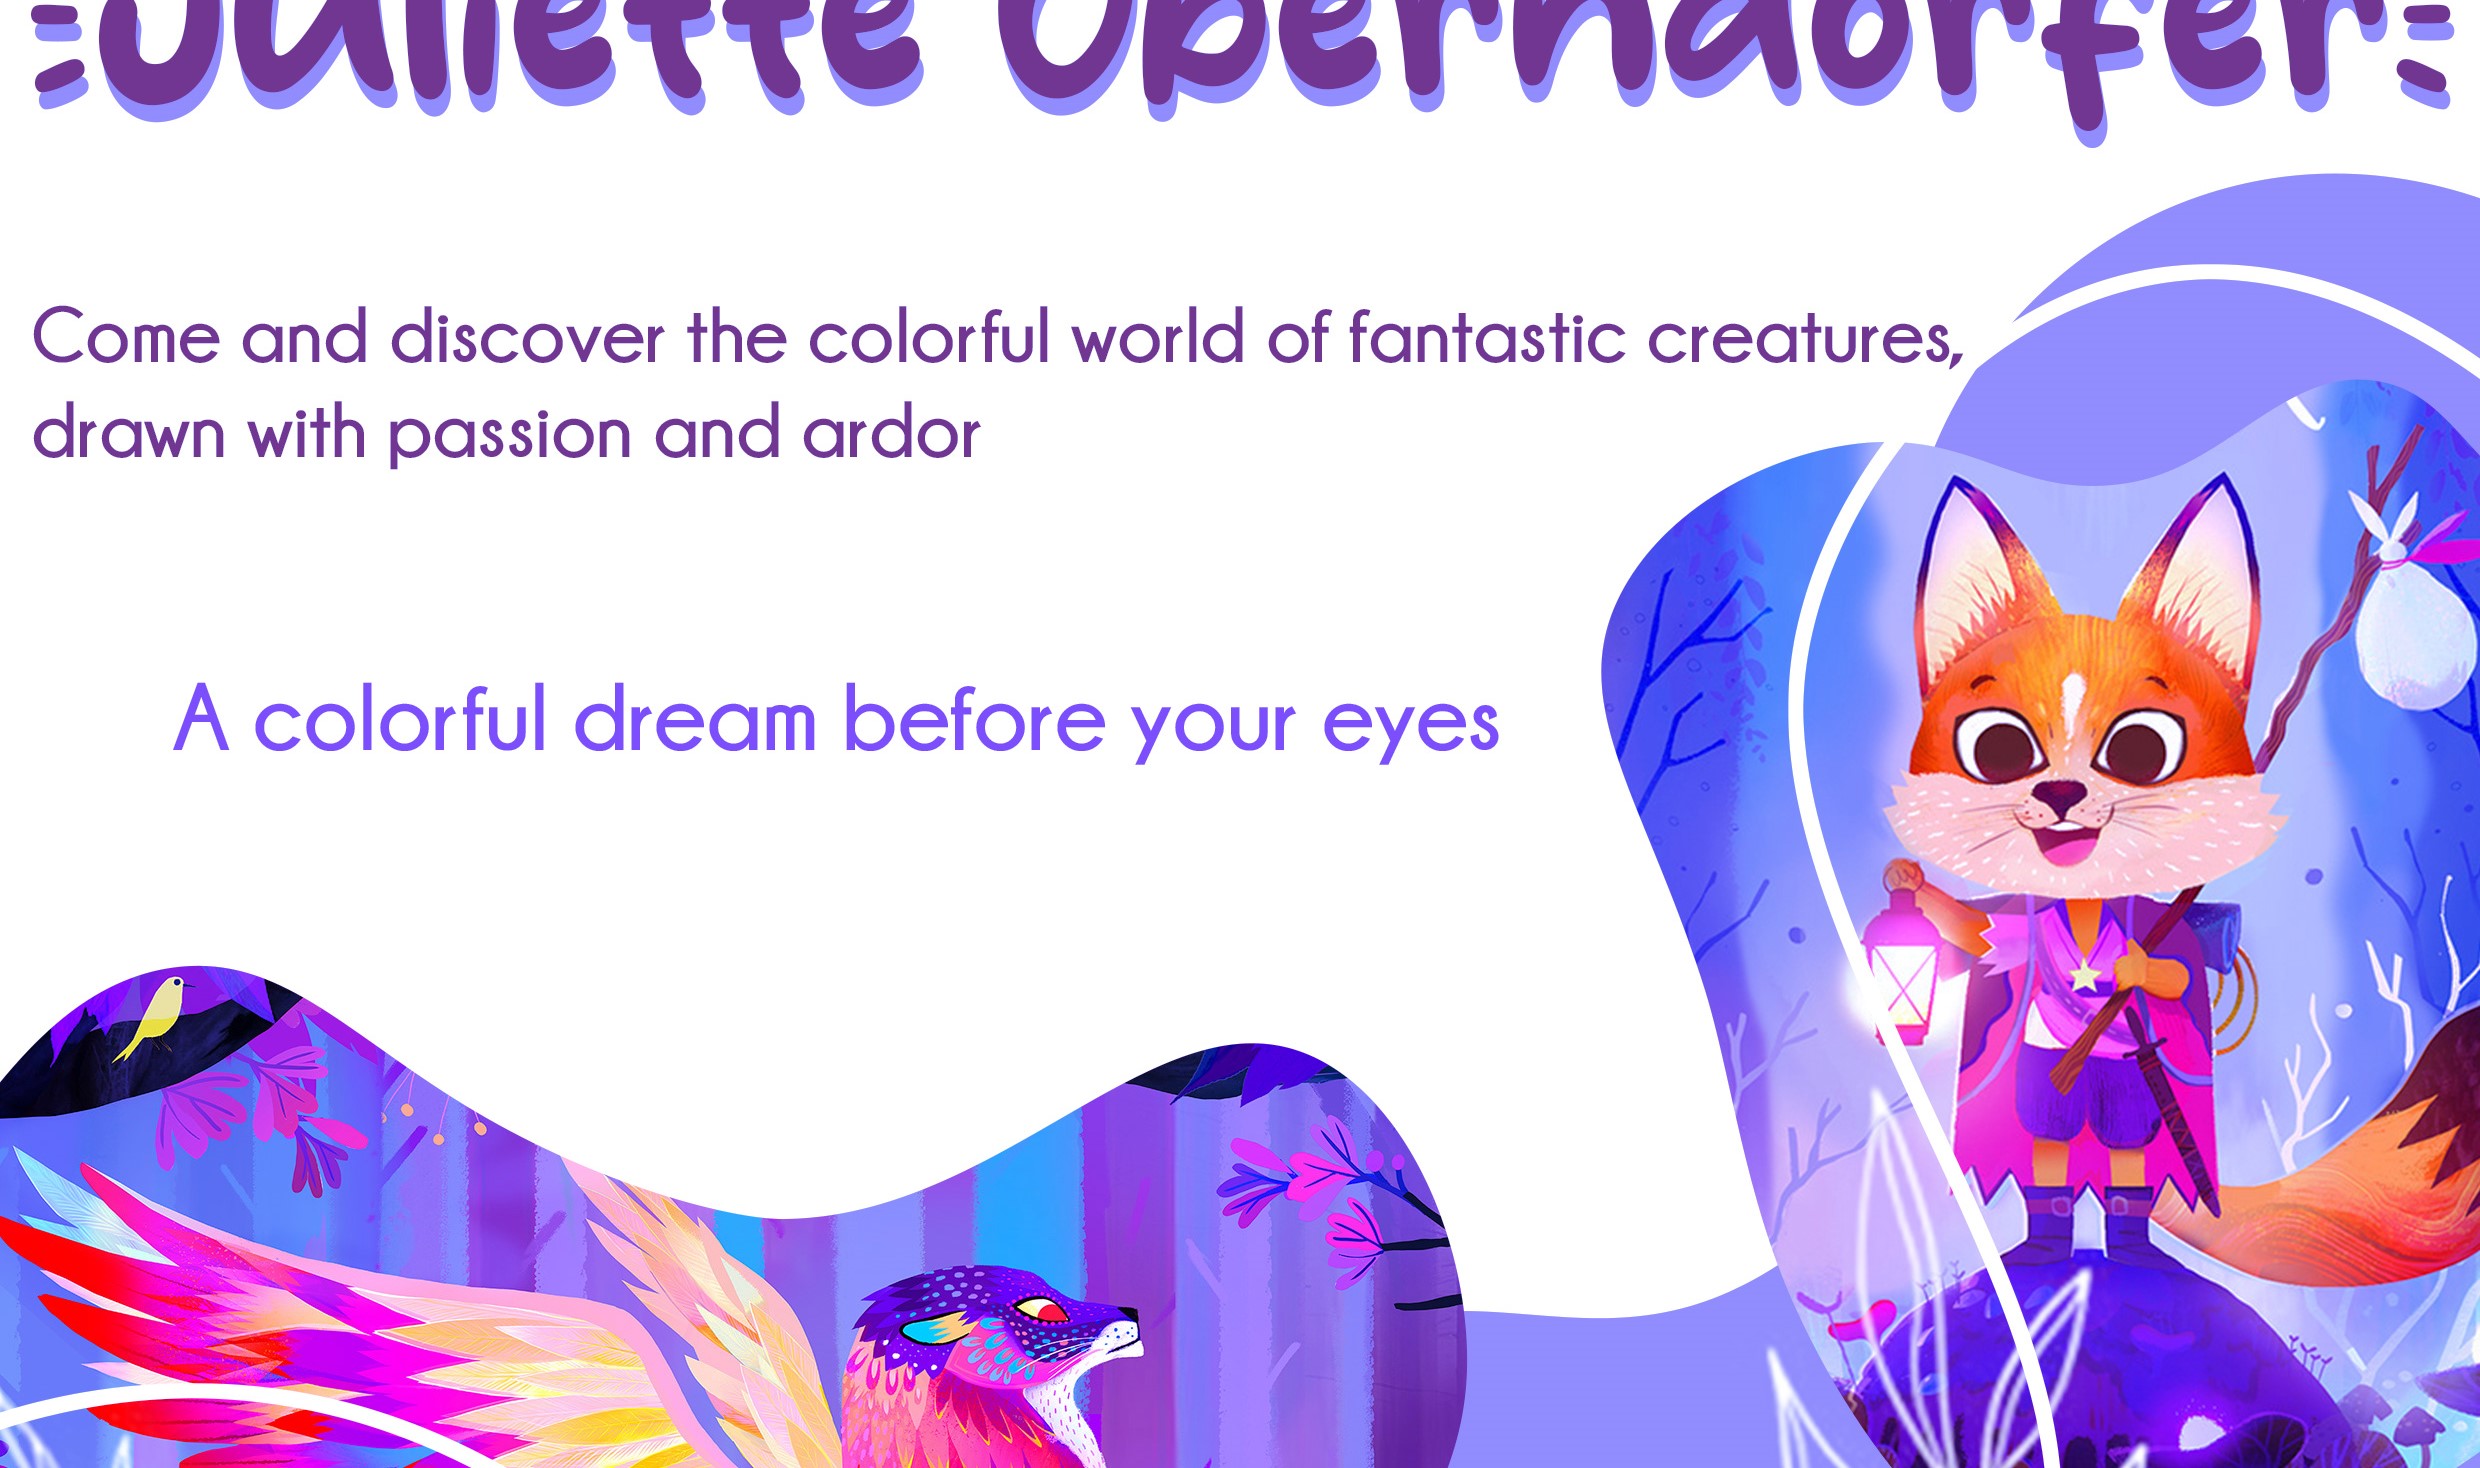 Juliette Oberndorfer
Come and discover the colorful world of fantastic creatures,
drawn with passion and ardor
A colorful dream before your eyes